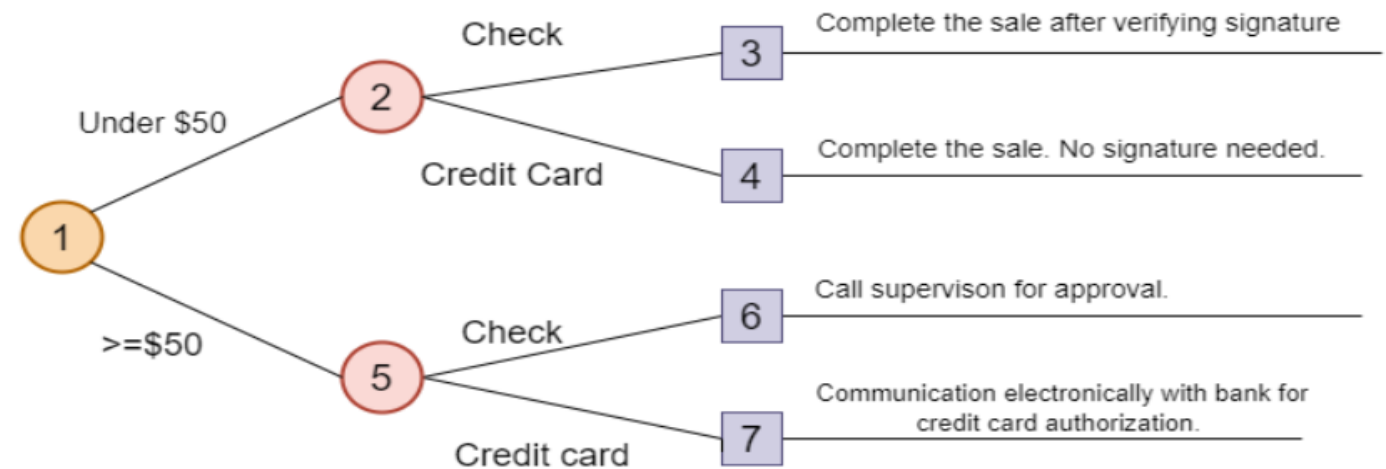 Check
3
Complete the sale after verifying signature
2
Under $50
Credit Card
4
Complete the sale. No signature needed.
1
>=$50
Check
6
Call supervison for approval.
5
Credit card
7
Communication electronically with bank for
credit card authorization.